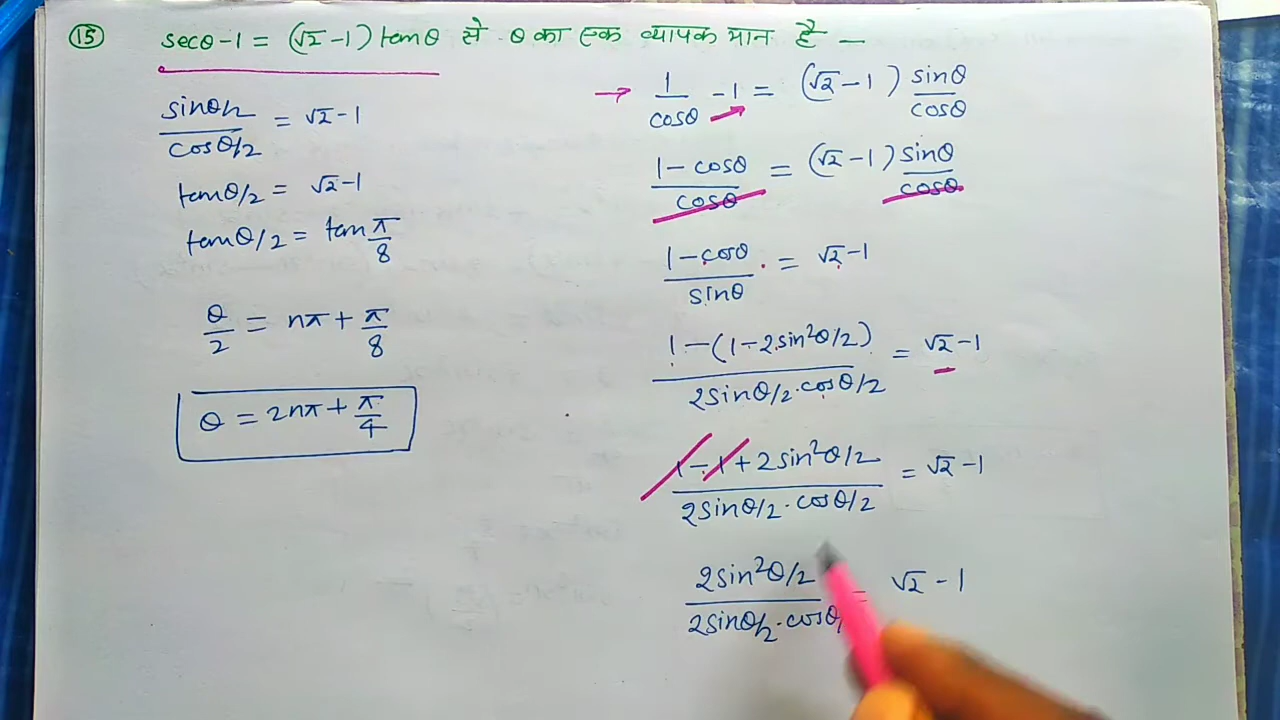 15 secθ-1 = (√2-1) tanθ से θ का एक व्यापक मान है -
→ 1/cosθ -1 = (√2-1) sinθ/cosθ
1-cosθ/cosθ = (√2-1) sinθ/cosθ
1-cosθ/sinθ = √2-1
1-(1-2sin²θ/2)/2sinθ/2·cosθ/2 = √2-1
1-1+2sin²θ/2/2sinθ/2·cosθ/2 = √2-1
2sin²θ/2/2sinθ/2·cosθ = √2-1
sinθ/2/cosθ/2 = √2-1
tanθ/2 = √2-1
tanθ/2 = tan π/8
θ/2 = nπ + π/8
θ = 2nπ + π/4